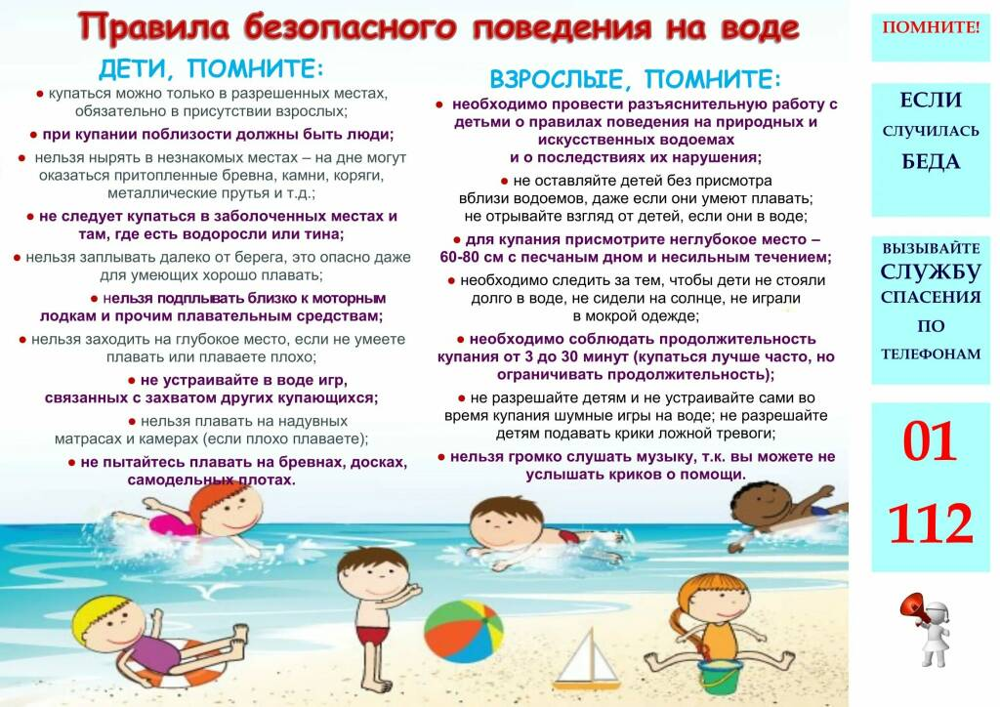 Правила безопасного поведения на воде
ДЕТИ, ПОМНИТЕ:
● купаться можно только в разрешенных местах,
обязательно в присутствии взрослых;
● при купании поблизости должны быть люди;
● нельзя нырять в незнакомых местах – на дне могут
оказаться притопленные бревна, камни, коряги,
металлические прутья и т.д.;
● не следует купаться в заболоченных местах и
там, где есть водоросли или тина;
● нельзя заплывать далеко от берега, это опасно даже
для умеющих хорошо плавать;
● нельзя подплывать близко к моторным
лодкам и прочим плавательным средствам;
● нельзя заходить на глубокое место, если не умеете
плавать или плаваете плохо;
● не устраивайте в воде игр,
связанных с захватом других купающихся;
● нельзя плавать на надувных
матрасах и камерах (если плохо плаваете);
● не пытайтесь плавать на бревнах, досках,
самодельных плотах.
ВЗРОСЛЫЕ, ПОМНИТЕ:
● необходимо провести разъяснительную работу с
детьми о правилах поведения на природных и
искусственных водоемах
и о последствиях их нарушения;
● не оставляйте детей без присмотра
вблизи водоемов, даже если они умеют плавать;
не отрывайте взгляд от детей, если они в воде;
● для купания присмотрите неглубокое место –
60-80 см с песчаным дном и несильным течением;
● необходимо следить за тем, чтобы дети не стояли
долго в воде, не сидели на солнце, не играли
в мокрой одежде;
● необходимо соблюдать продолжительность
купания от 3 до 30 минут (купаться лучше часто, но
ограничивать продолжительность);
● не разрешайте детям и не устраивайте сами во
время купания шумные игры на воде; не разрешайте
детям подавать крики ложной тревоги;
● нельзя громко слушать музыку, т.к. вы можете не
услышать криков о помощи.
ПОМНИТЕ!
ЕСЛИ
СЛУЧИЛАСЬ
БЕДА
ВЫЗЫВАЙТЕ
СЛУЖБУ
СПАСЕНИЯ
ПО
ТЕЛЕФОНАМ
01
112